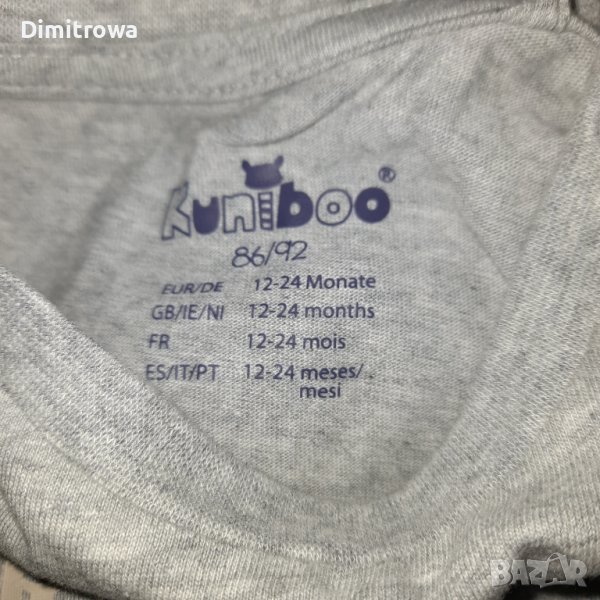 Dimitrowa
Kuniboo®
86/92
EUR/DE 12-24 Monate
GB/IE/NI 12-24 months
FR 12-24 mois
ES/IT/PT 12-24 meses/
mesi
BAZAR